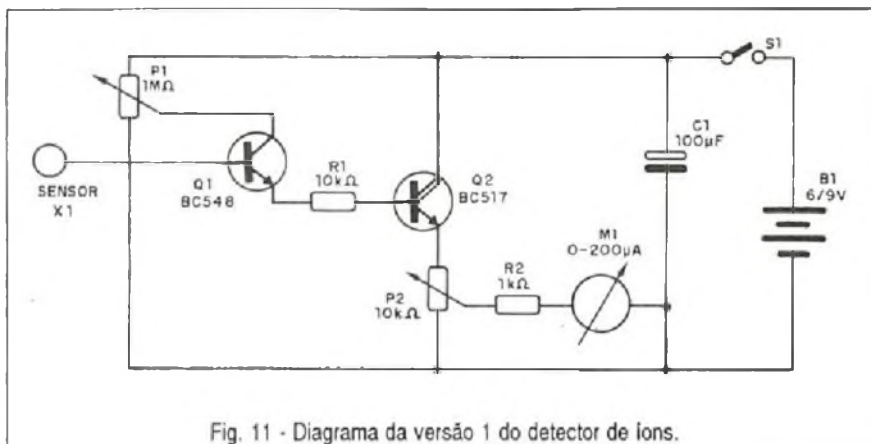 S1
P1
1MΩ
C1
100µF
B1
6/9V
SENSOR
X1
Q1
BC548
R1
10kΩ
Q2
BC517
M1
0-200µA
P2
10kΩ
R2
1kΩ
Fig. 11 - Diagrama da versão 1 do detector de íons.